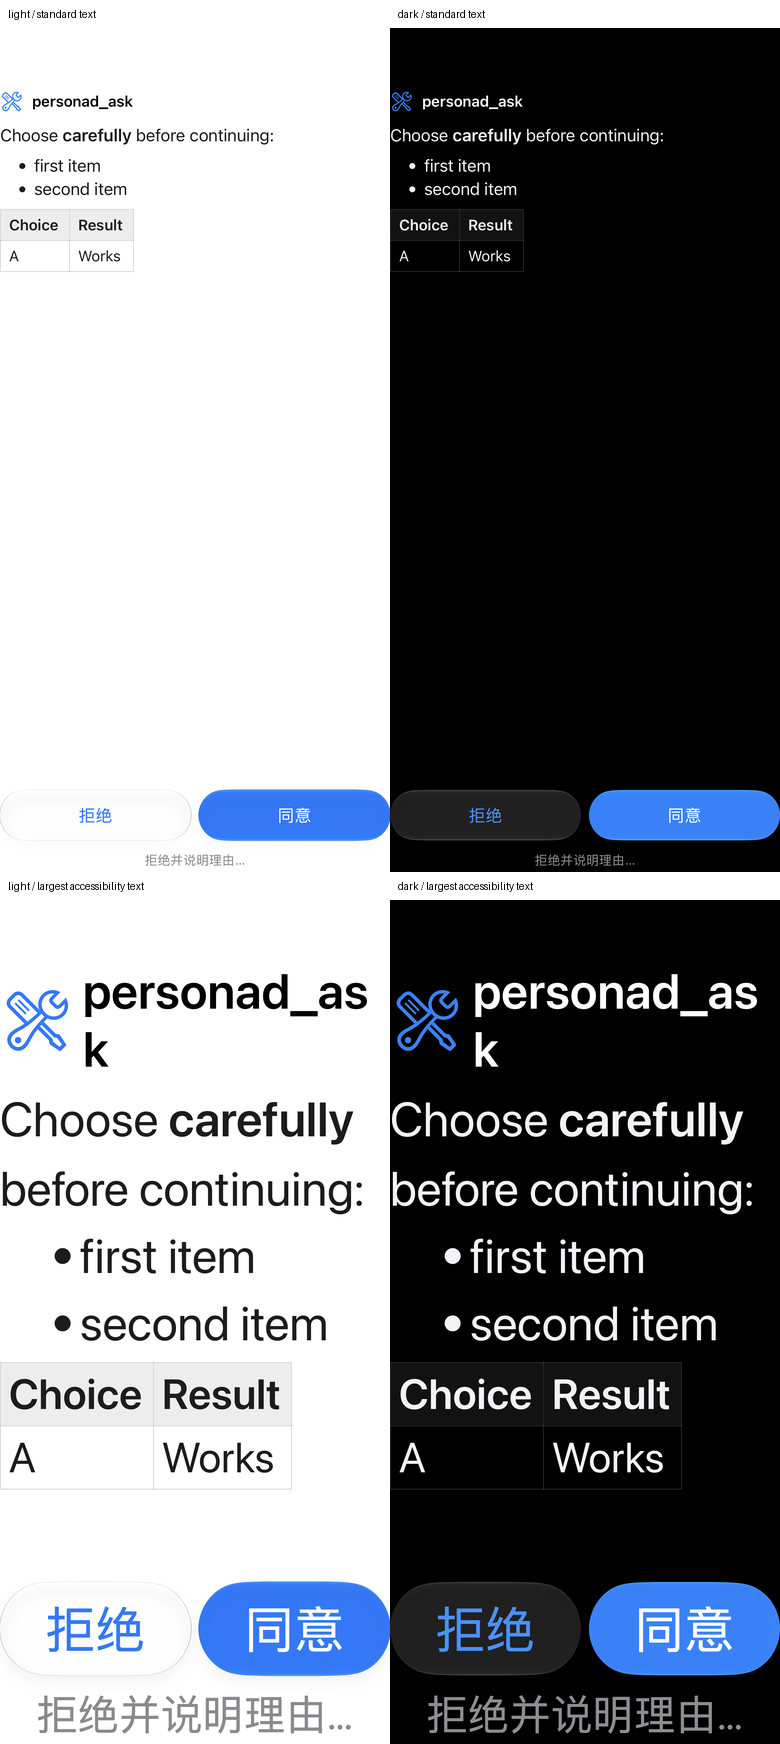 light / standard text
personad_ask
Choose carefully before continuing:
• first item
• second item
Choice Result
A Works
拒绝 同意
拒绝并说明理由...
dark / standard text
personad_ask
Choose carefully before continuing:
• first item
• second item
Choice Result
A Works
拒绝 同意
拒绝并说明理由...
light / largest accessibility text
personad_as
k
Choose carefully
before continuing:
• first item
• second item
Choice Result
A Works
拒绝 同意
拒绝并说明理由...
dark / largest accessibility text
personad_as
k
Choose carefully
before continuing:
• first item
• second item
Choice Result
A Works
拒绝 同意
拒绝并说明理由...